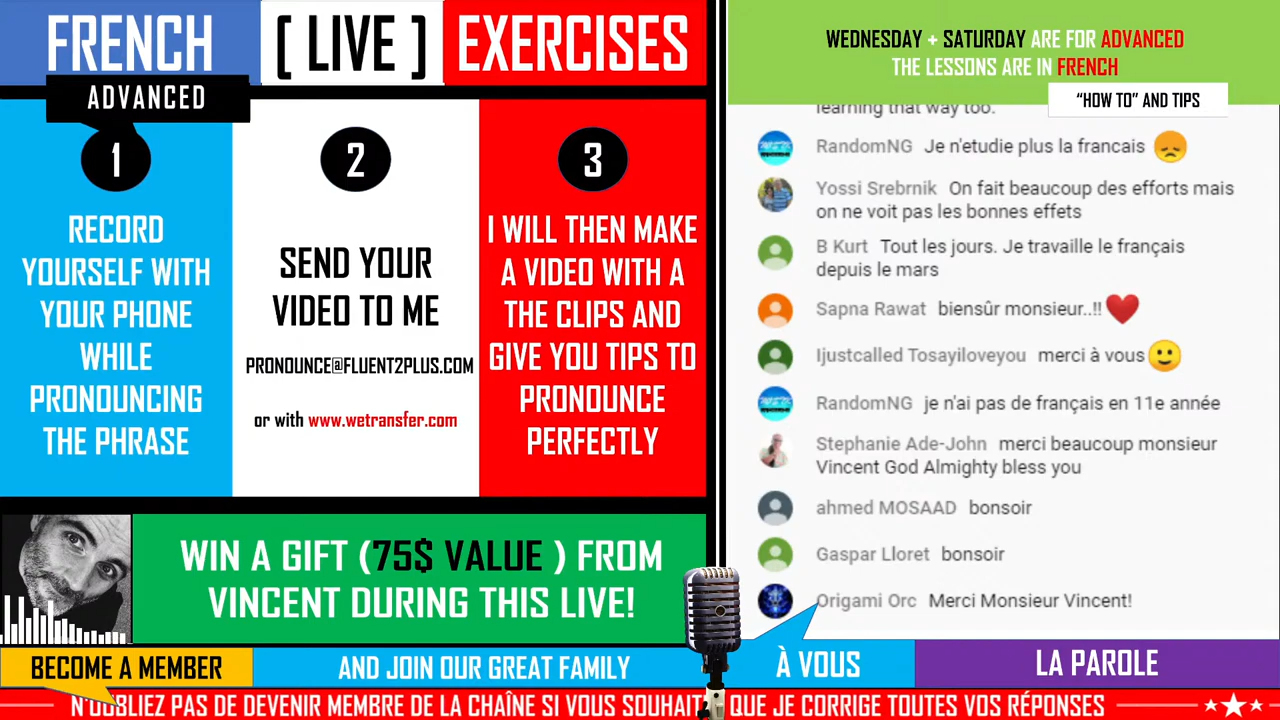 FRENCH [ LIVE ] EXERCISES
ADVANCED
1
RECORD
YOURSELF WITH
YOUR PHONE
WHILE
PRONOUNCING
THE PHRASE
2
SEND YOUR
VIDEO TO ME
PRONOUNCE@FLUENT2PLUS.COM
or with www.wetransfer.com
3
I WILL THEN MAKE
A VIDEO WITH A
THE CLIPS AND
GIVE YOU TIPS TO
PRONOUNCE
PERFECTLY
WIN A GIFT (75$ VALUE ) FROM
VINCENT DURING THIS LIVE!
BECOME A MEMBER
AND JOIN OUR GREAT FAMILY
WEDNESDAY + SATURDAY ARE FOR ADVANCED
THE LESSONS ARE IN FRENCH
“HOW TO” AND TIPS
learning that way too.
RandomNG Je n'etudie plus la francais 😞
Yossi Srebrnik On fait beaucoup des efforts mais
on ne voit pas les bonnes effets
B Kurt Tout les jours. Je travaille le français
depuis le mars
Sapna Rawat biensûr monsieur..!! ❤️
Ijustcalled Tosayiloveyou merci à vous 🙂
RandomNG je n'ai pas de français en 11e année
Stephanie Ade-John merci beaucoup monsieur
Vincent God Almighty bless you
ahmed MOSAAD bonsoir
Gaspar Lloret bonsoir
Origami Orc Merci Monsieur Vincent!
À VOUS
LA PAROLE
N'OUBLIEZ PAS DE DEVENIR MEMBRE DE LA CHAÎNE SI VOUS SOUHAIT QUE JE CORRIGE TOUTES VOS RÉPONSES